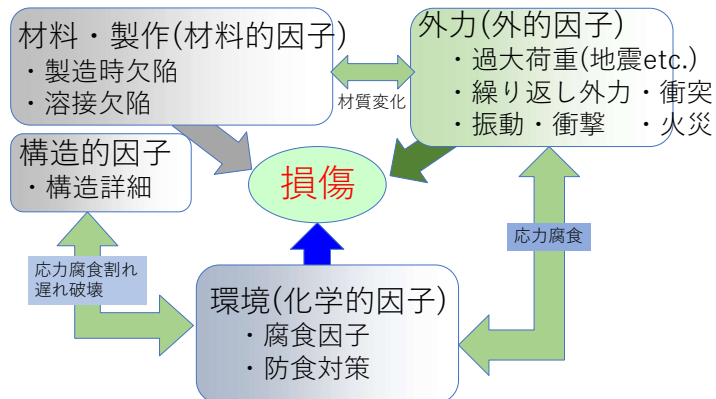 材料・製作(材料的因子)
・製造時欠陥
・溶接欠陥
外力(外的因子)
・過大荷重(地震etc.)
・繰り返し外力・衝突
・振動・衝撃 ・火災
材質変化
構造的因子
・構造詳細
損傷
応力腐食割れ
遅れ破壊
応力腐食
環境(化学的因子)
・腐食因子
・防食対策